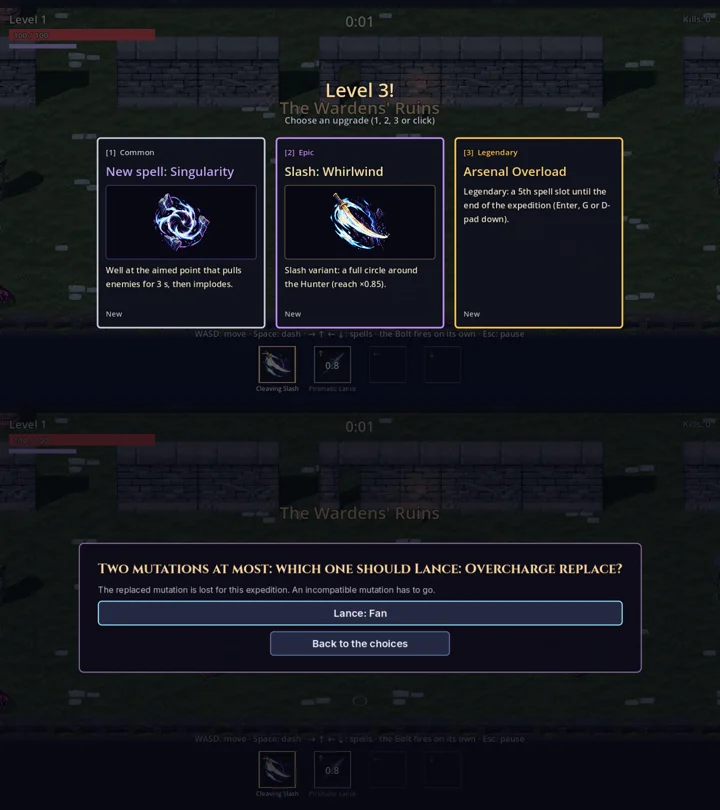 Level 1
0:01
Kills: 0
100 / 100
Level 3!
The Wardens' Ruins
Choose an upgrade (1, 2, 3 or click)
[1] Common
New spell: Singularity
Well at the aimed point that pulls
enemies for 3 s, then implodes.
New
[2] Epic
Slash: Whirlwind
Slash variant: a full circle around
the Hunter (reach ×0.85).
New
[3] Legendary
Arsenal Overload
Legendary: a 5th spell slot until the
end of the expedition (Enter, G or D-
pad down).
New
WASD: move · Space: dash · → ↑ ← ↓: spells · the Bolt fires on its own · Esc: pause
0.8
Cleaving Slash
Prismatic Lance
Level 1
0:01
Kills: 0
The Wardens' Ruins
Two mutations at most: which one should Lance: Overcharge replace?
The replaced mutation is lost for this expedition. An incompatible mutation has to go.
Lance: Fan
Back to the choices
WASD: move · Space: dash · → ↑ ← ↓: spells · the Bolt fires on its own · Esc: pause
0.8
Cleaving Slash
Prismatic Lance